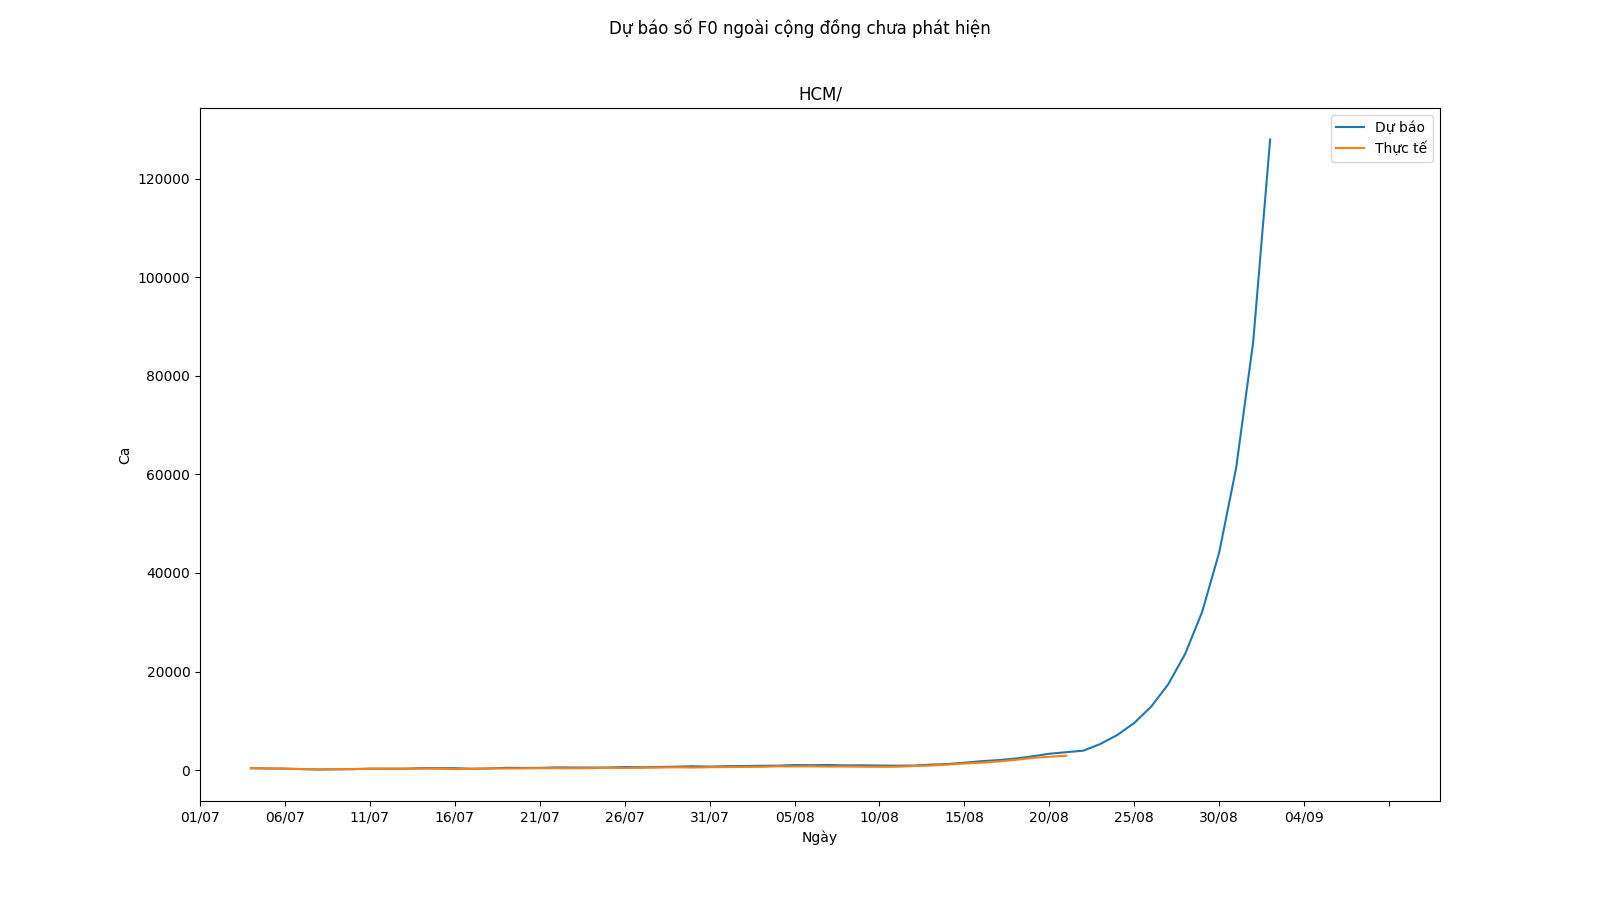 Dự báo số F0 ngoài cộng đồng chưa phát hiện
HCM/
Dự báo
Thực tế
120000
100000
80000
60000
40000
20000
0
Ca
01/07 06/07 11/07 16/07 21/07 26/07 31/07 05/08 10/08 15/08 20/08 25/08 30/08 04/09
Ngày